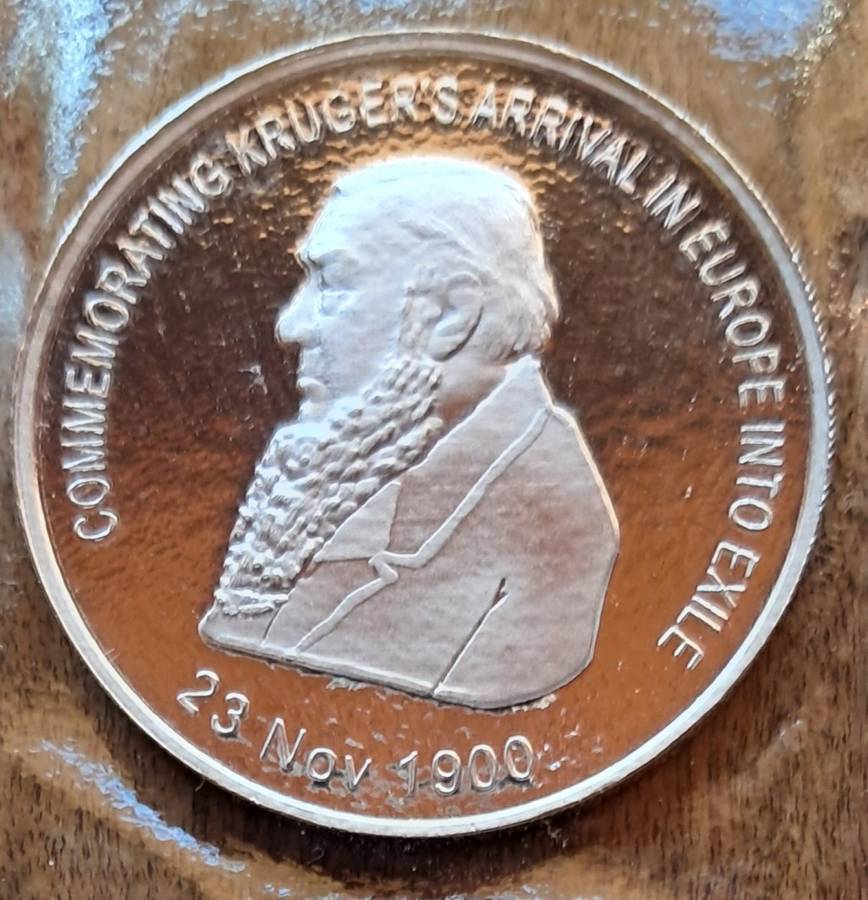 COMMEMORATING KRUGER'S ARRIVAL IN EUROPE INTO EXILE
23 Nov 1900